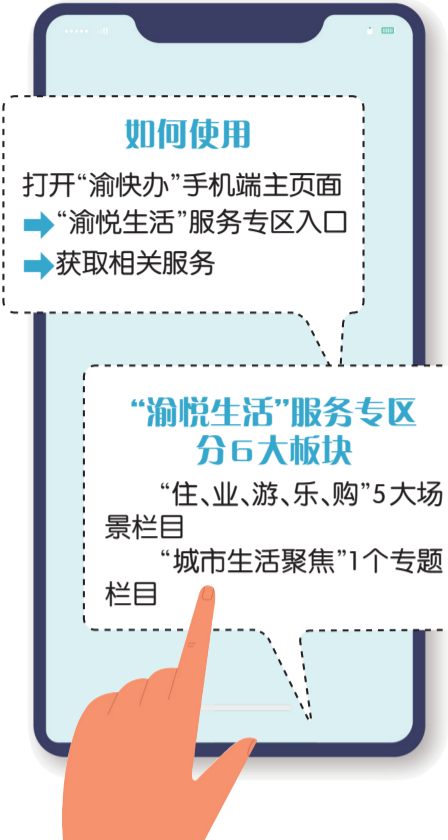 如何使用
打开“渝快办”手机端主页面
“渝悦生活”服务专区入口
获取相关服务
“渝悦生活”服务专区
分6大板块
“住、业、游、乐、购”5大场
景栏目
“城市生活聚焦”1个专题
栏目